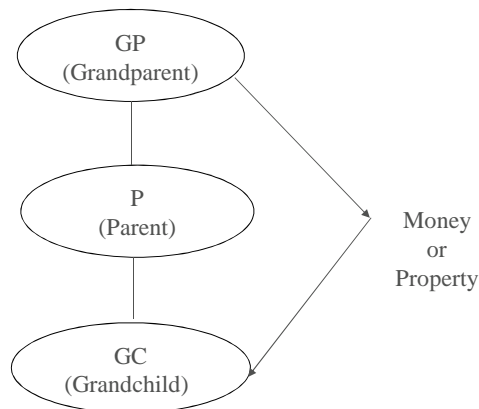 GP
(Grandparent)
P
(Parent)
Money
or
Property
GC
(Grandchild)